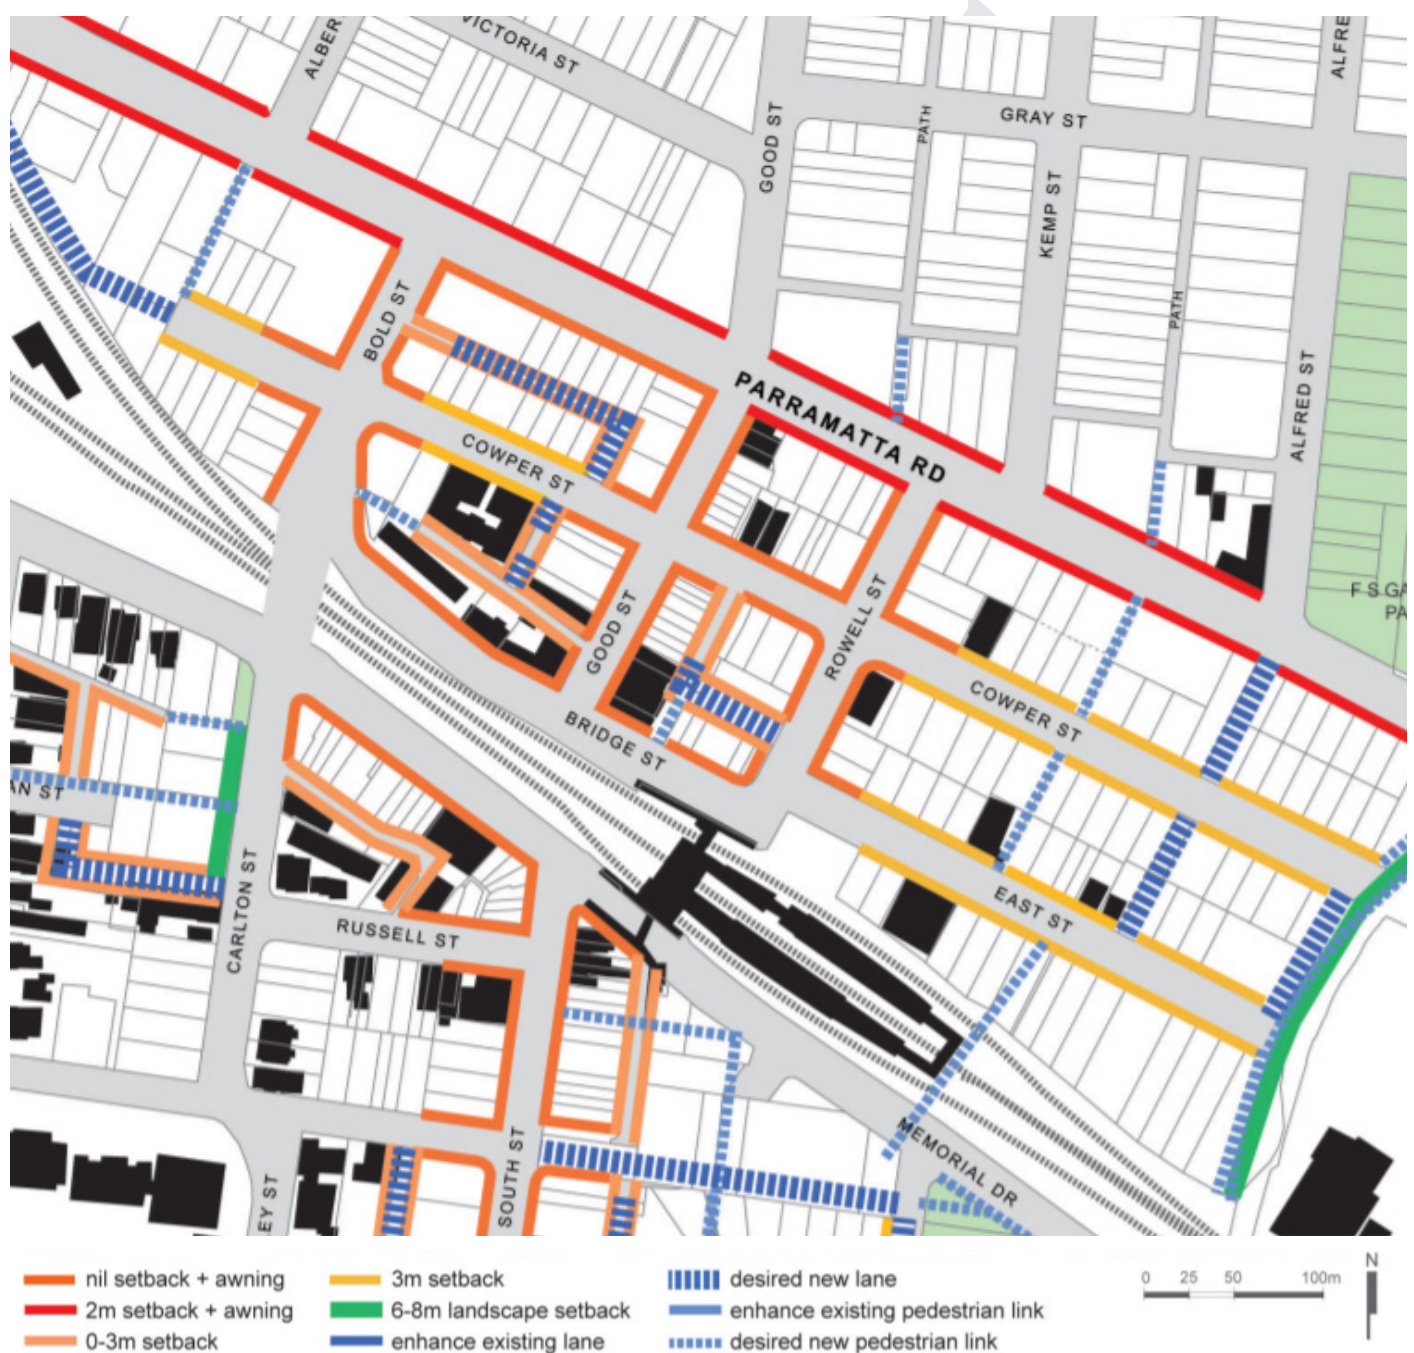 ALBER
VICTORIA ST
ALFRE
GOOD ST
PATH
GRAY ST
KEMP ST
PATH
BOLD ST
ALFRED ST
PARRAMATTA RD
COWPER ST
F S GA
PA
GOOD ST
ROWELL ST
COWPER ST
BRIDGE ST
AN ST
EAST ST
CARLTON ST
RUSSELL ST
MEMORIAL DR
SOUTH ST
EY ST
nil setback + awning
2m setback + awning
0-3m setback
3m setback
6-8m landscape setback
enhance existing lane
desired new lane
enhance existing pedestrian link
desired new pedestrian link
0 25 50 100m
N